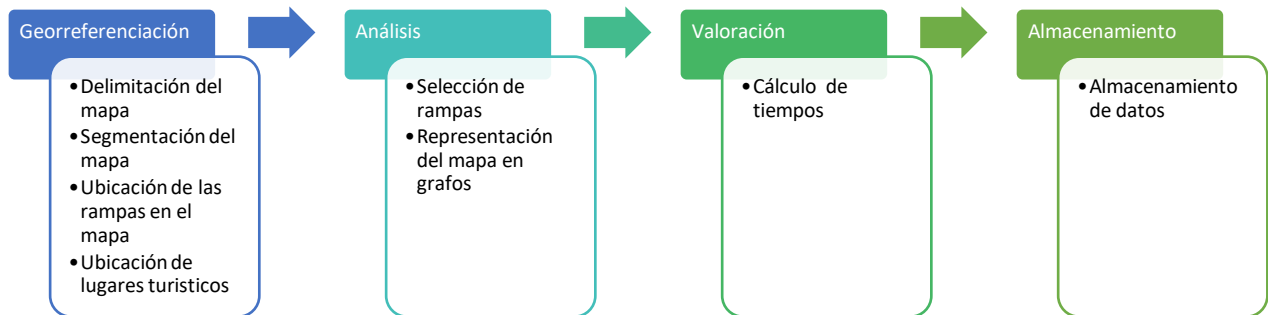 Georreferenciación
•Delimitación del
mapa
•Segmentación del
mapa
•Ubicación de las
rampas en el
mapa
•Ubicación de
lugares turisticos
Análisis
•Selección de
rampas
•Representación
del mapa en
grafos
Valoración
•Cálculo de
tiempos
Almacenamiento
•Almacenamiento
de datos